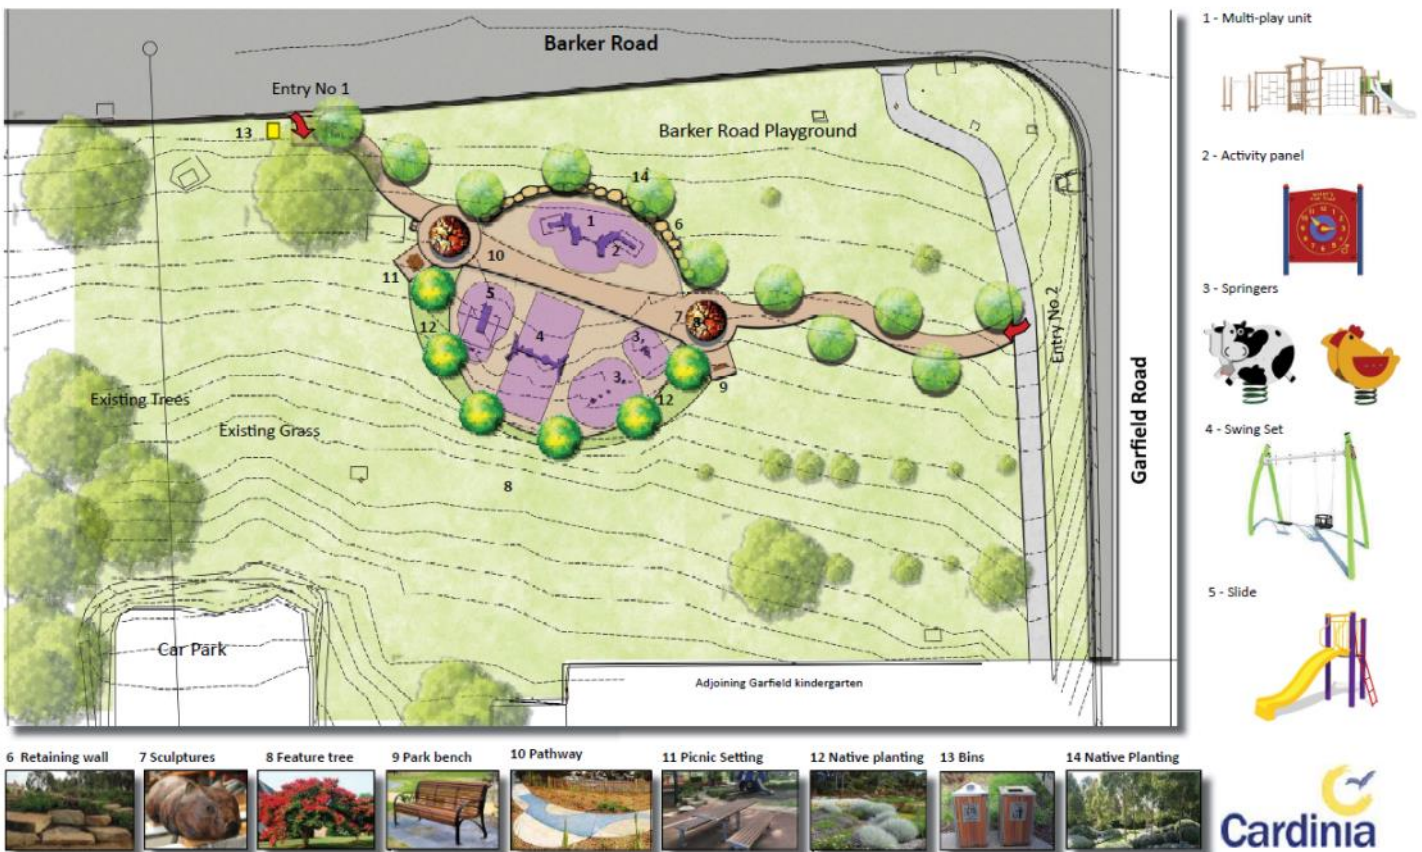 Barker Road
Entry No 1
13
Barker Road Playground
14
1
6
2
10
11
5
7
8
12
4
3
3
9
12
Entry No 2
Garfield Road
Existing Trees
Existing Grass
8
Car Park
Adjoining Garfield kindergarten
1 - Multi-play unit
2 - Activity panel
3 - Springers
4 - Swing Set
5 - Slide
6 Retaining wall
7 Sculptures
8 Feature tree
9 Park bench
10 Pathway
11 Picnic Setting
12 Native planting
13 Bins
14 Native Planting
Cardinia